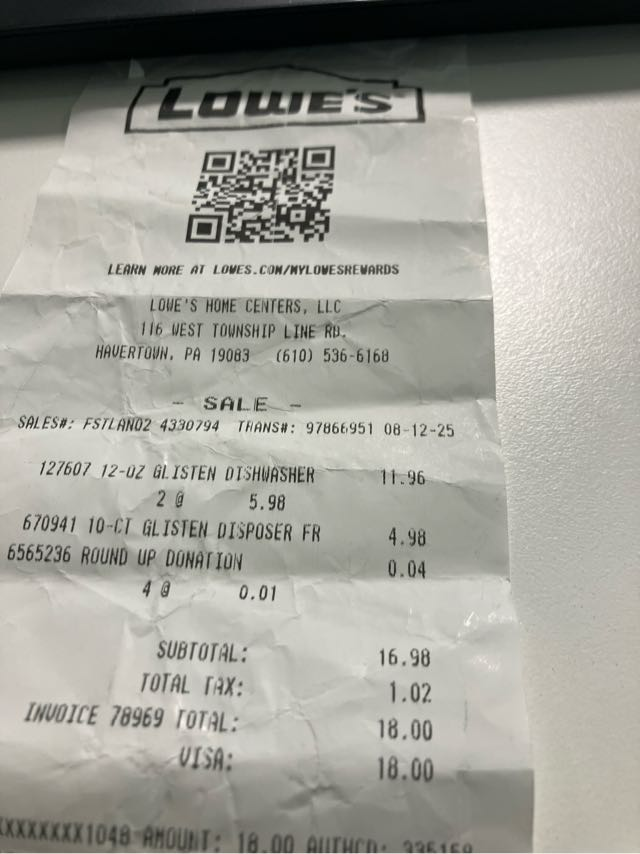 LOWE'S
LEARN MORE AT LOWES.COM/MYLOWESREWARDS
LOWE'S HOME CENTERS, LLC
116 WEST TOWNSHIP LINE RD.
HAVERTOWN, PA 19083 (610) 536-6168
- SALE -
SALES#: FSTLAN02 4330794 TRANS#: 97866951 08-12-25
127607 12-OZ GLISTEN DISHWASHER 11.96
2 @ 5.98
670941 10-CT GLISTEN DISPOSER FR 4.98
6565236 ROUND UP DONATION 0.04
4 @ 0.01
SUBTOTAL: 16.98
TOTAL TAX: 1.02
INVOICE 78969 TOTAL: 18.00
VISA: 18.00
XXXXXXXX1048 AMOUNT: 18.00 AUTHCD: